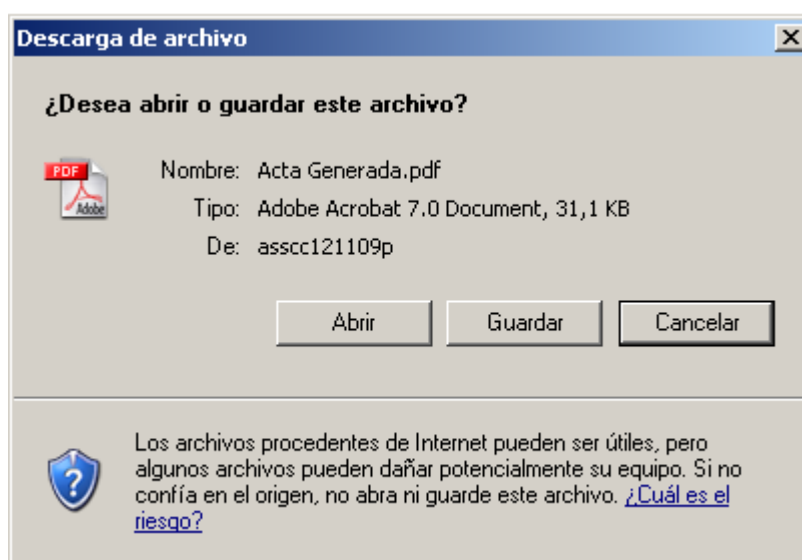 Descarga de archivo
¿Desea abrir o guardar este archivo?
PDF
Adobe
Nombre: Acta Generada.pdf
Tipo: Adobe Acrobat 7.0 Document, 31,1 KB
De: asscc121109p
Abrir Guardar Cancelar
Los archivos procedentes de Internet pueden ser útiles, pero
algunos archivos pueden dañar potencialmente su equipo. Si no
confía en el origen, no abra ni guarde este archivo. ¿Cuál es el
riesgo?